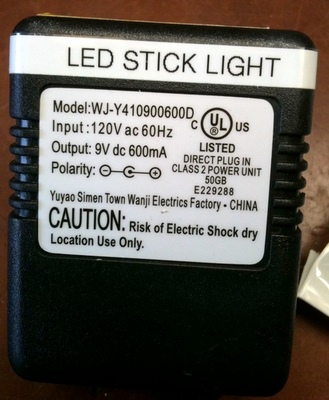 LED STICK LIGHT
Model:WJ-Y410900600D
Input:120V ac 60Hz
Output: 9V dc 600mA
Polarity:
C UL US
LISTED
DIRECT PLUG IN
CLASS 2 POWER UNIT
50GB
E229288
Yuyao Simen Town Wanji Electrics Factory • CHINA
CAUTION: Risk of Electric Shock dry
Location Use Only.